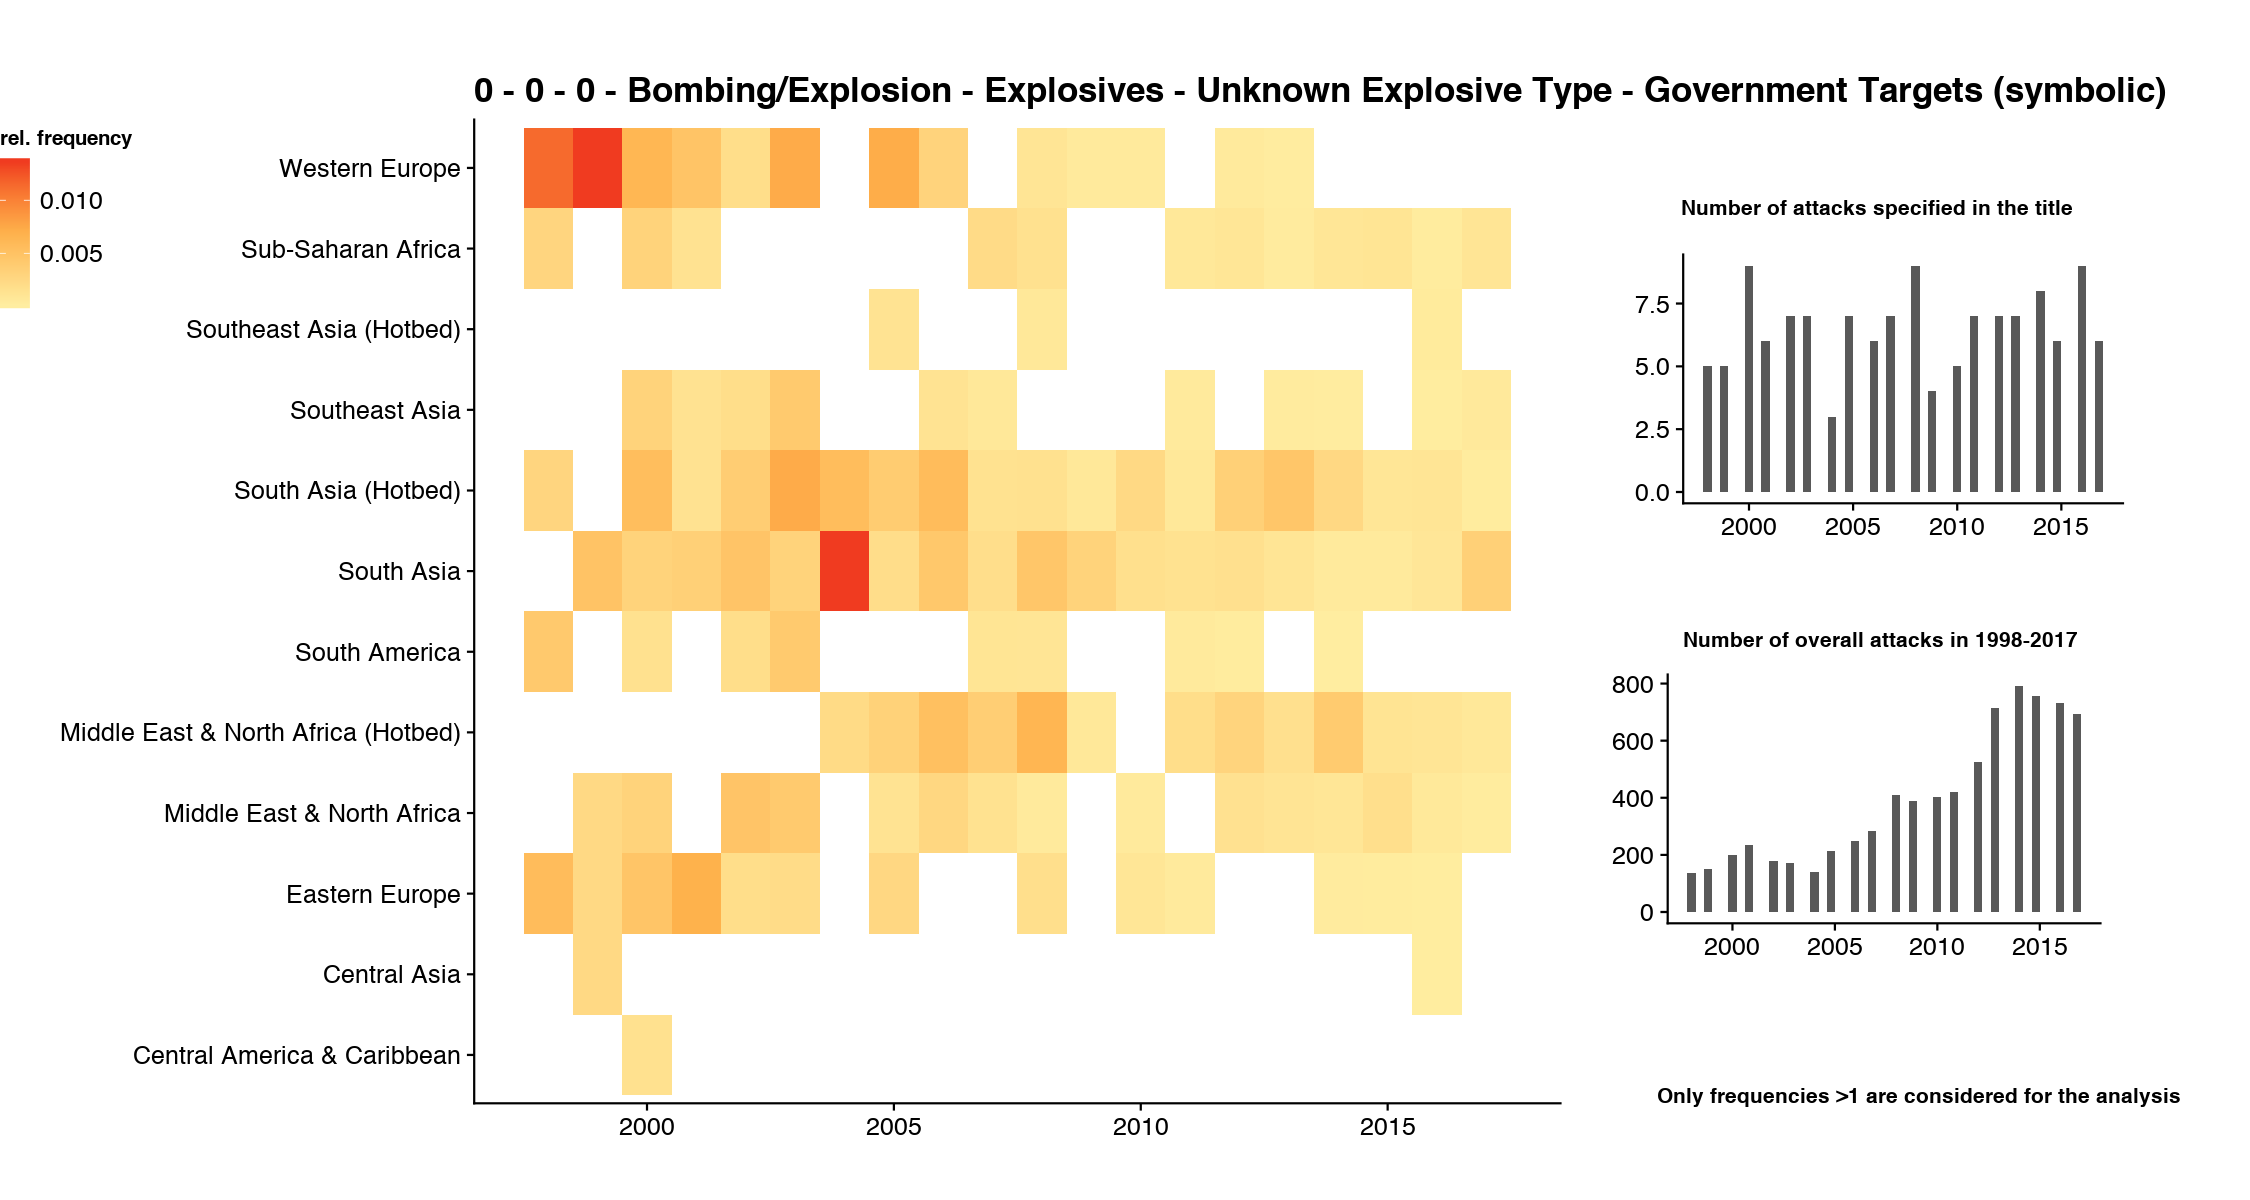 0 - 0 - 0 - Bombing/Explosion - Explosives - Unknown Explosive Type - Government Targets (symbolic)
rel. frequency
0.010
0.005
Western Europe
Sub-Saharan Africa
Southeast Asia (Hotbed)
Southeast Asia
South Asia (Hotbed)
South Asia
South America
Middle East & North Africa (Hotbed)
Middle East & North Africa
Eastern Europe
Central Asia
Central America & Caribbean
2000 2005 2010 2015
Number of attacks specified in the title
7.5
5.0
2.5
0.0
2000 2005 2010 2015
Number of overall attacks in 1998-2017
800
600
400
200
0
2000 2005 2010 2015
Only frequencies >1 are considered for the analysis